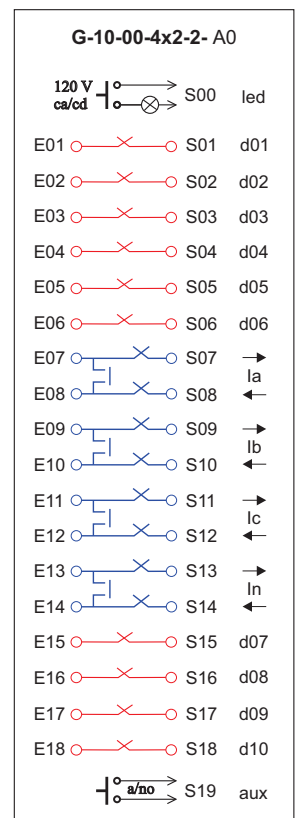 G-10-00-4x2-2- A0
120 V
ca/cd S00 led
E01 S01 d01
E02 S02 d02
E03 S03 d03
E04 S04 d04
E05 S05 d05
E06 S06 d06
E07 S07
Ia
E08 S08
E09 S09
Ib
E10 S10
E11 S11
Ic
E12 S12
E13 S13
In
E14 S14
E15 S15 d07
E16 S16 d08
E17 S17 d09
E18 S18 d10
a/no S19 aux